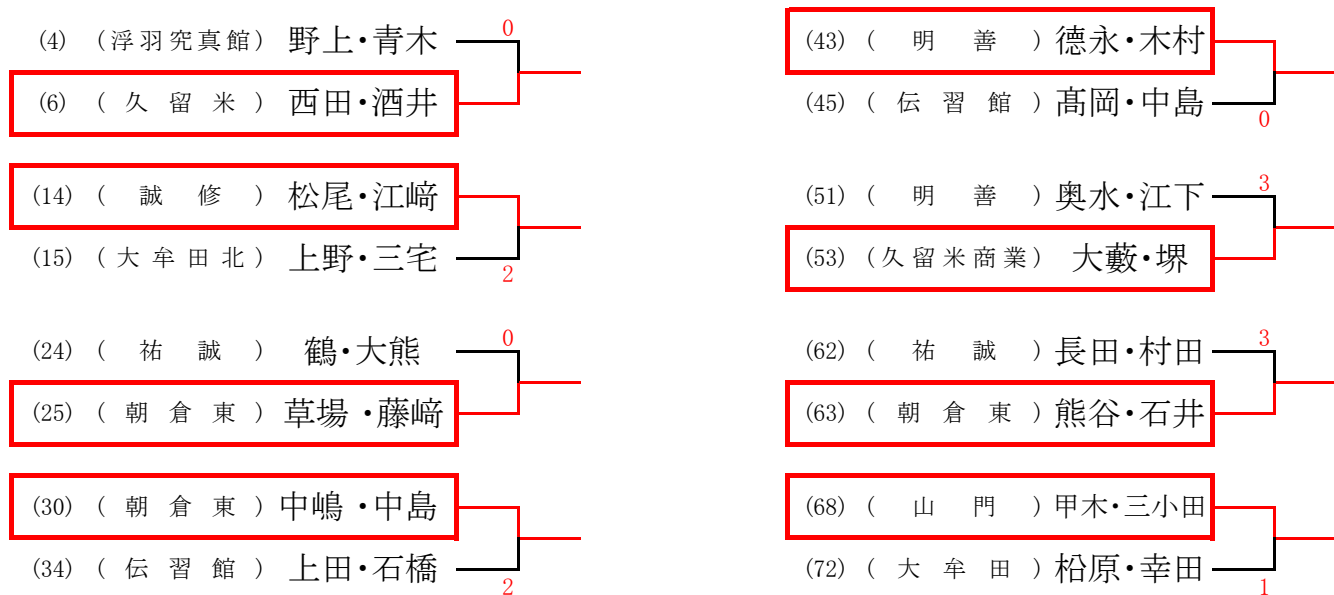 (4) (浮羽究真館) 野上・青木 0
(6) (久留米) 西田・酒井
(14) (誠修) 松尾・江﨑
(15) (大牟田北) 上野・三宅 2
(24) (祐誠) 鶴・大熊 0
(25) (朝倉東) 草場・藤﨑
(30) (朝倉東) 中嶋・中島
(34) (伝習館) 上田・石橋 2
(43) (明善) 德永・木村
(45) (伝習館) 髙岡・中島 0
(51) (明善) 奥水・江下 3
(53) (久留米商業) 大藪・堺
(62) (祐誠) 長田・村田 3
(63) (朝倉東) 熊谷・石井
(68) (山門) 甲木・三小田
(72) (大牟田) 枱原・幸田 1